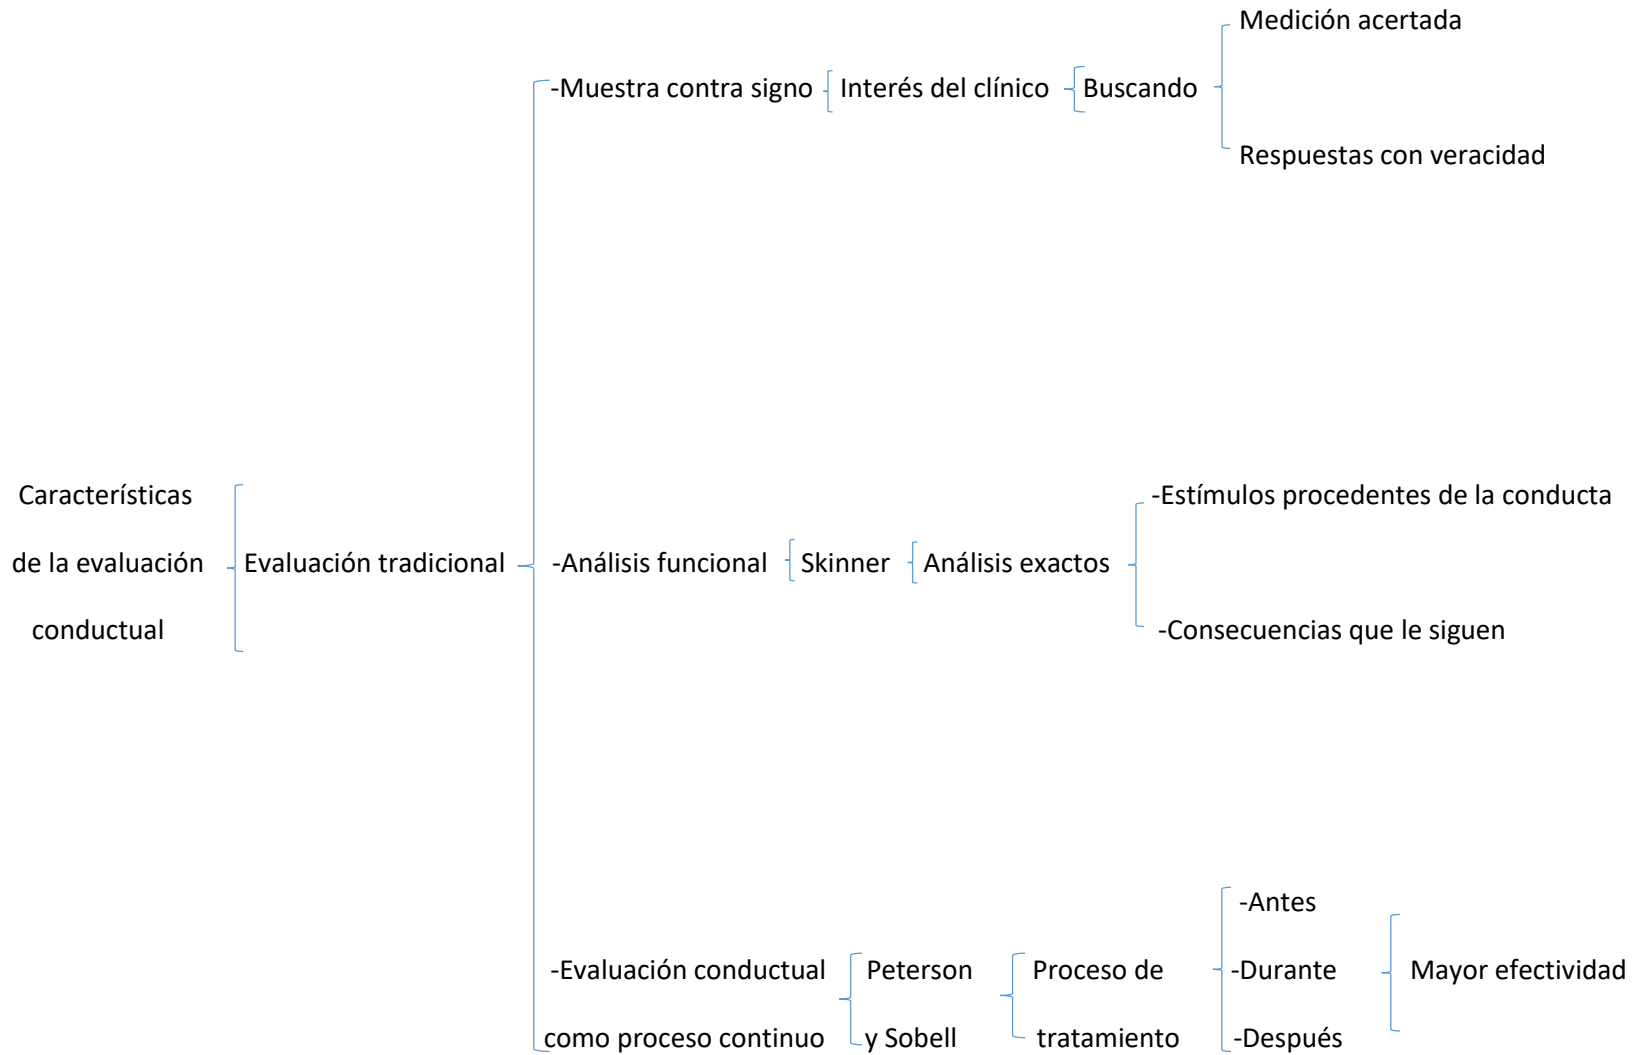 Medición acertada
-Muestra contra signo
Interés del clínico
Buscando
Respuestas con veracidad
Características
de la evaluación
conductual
Evaluación tradicional
-Análisis funcional
Skinner
Análisis exactos
-Estímulos procedentes de la conducta
-Consecuencias que le siguen
-Evaluación conductual
como proceso continuo
Peterson
y Sobell
Proceso de
tratamiento
-Antes
-Durante
-Después
Mayor efectividad